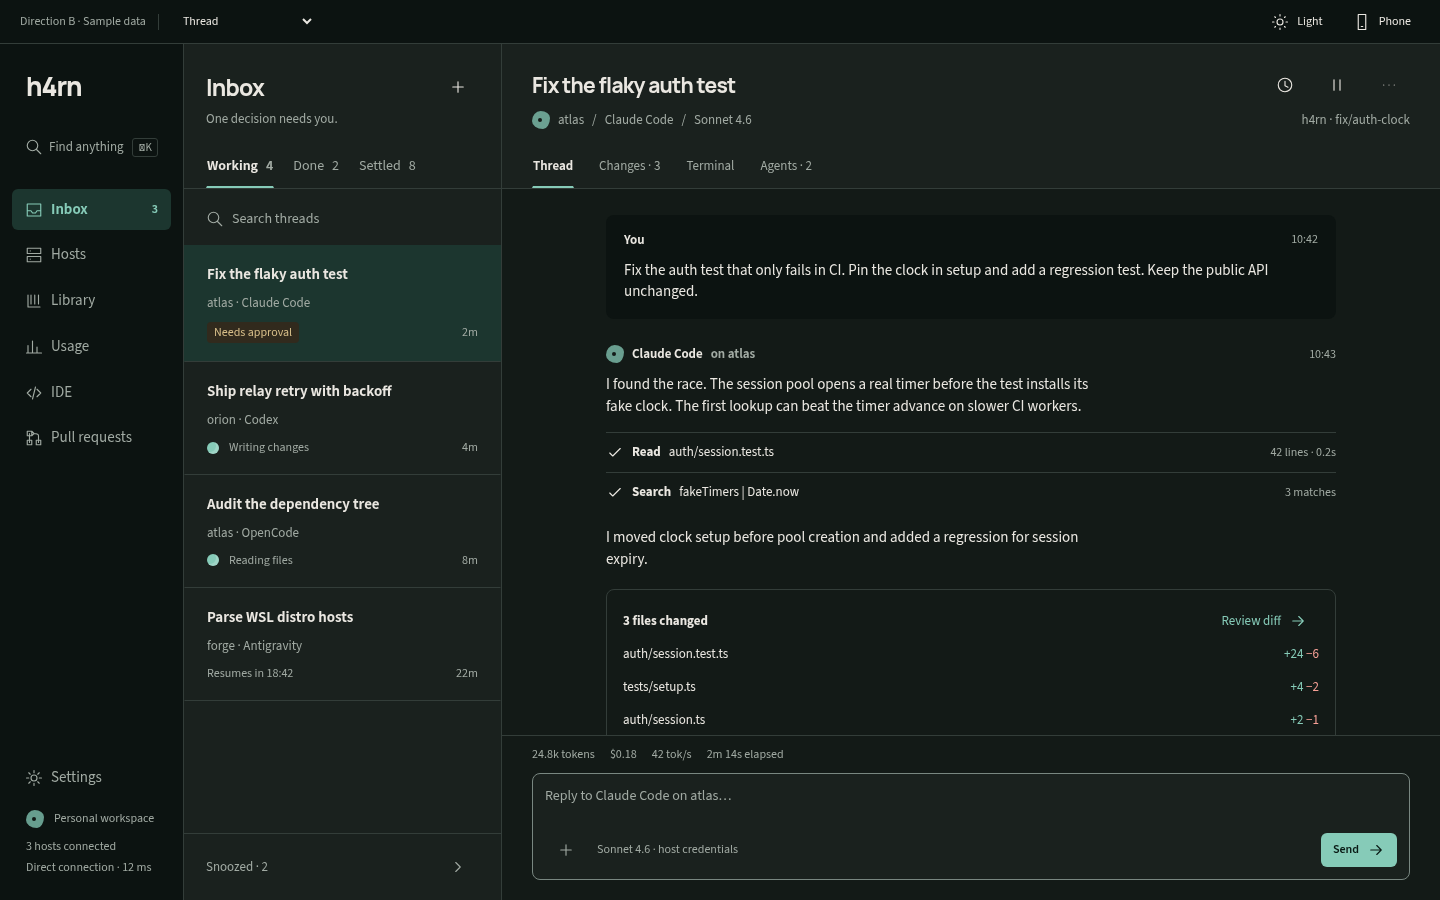 Direction B · Sample data
Thread
Light
Phone
h4rn
Find anything
K
Inbox 3
Hosts
Library
Usage
IDE
Pull requests
Settings
Personal workspace
3 hosts connected
Direct connection · 12 ms
Inbox
One decision needs you.
Working 4 Done 2 Settled 8
Search threads
Fix the flaky auth test
atlas · Claude Code
Needs approval 2m
Ship relay retry with backoff
orion · Codex
Writing changes 4m
Audit the dependency tree
atlas · OpenCode
Reading files 8m
Parse WSL distro hosts
forge · Antigravity
Resumes in 18:42 22m
Snoozed · 2
Fix the flaky auth test
atlas / Claude Code / Sonnet 4.6
h4rn · fix/auth-clock
Thread Changes · 3 Terminal Agents · 2
You 10:42
Fix the auth test that only fails in CI. Pin the clock in setup and add a regression test. Keep the public API
unchanged.
Claude Code on atlas 10:43
I found the race. The session pool opens a real timer before the test installs its
fake clock. The first lookup can beat the timer advance on slower CI workers.
Read auth/session.test.ts 42 lines · 0.2s
Search fakeTimers | Date.now 3 matches
I moved clock setup before pool creation and added a regression for session
expiry.
3 files changed Review diff
auth/session.test.ts +24 −6
tests/setup.ts +4 −2
auth/session.ts +2 −1
24.8k tokens $0.18 42 tok/s 2m 14s elapsed
Reply to Claude Code on atlas…
Sonnet 4.6 · host credentials
Send